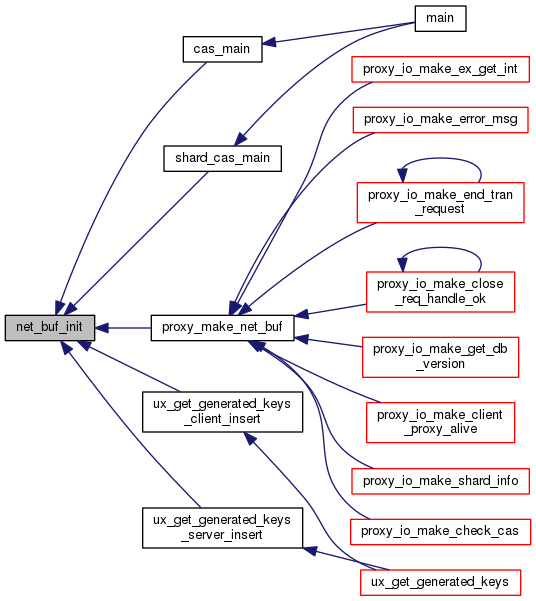 main
cas_main
proxy_io_make_ex_get_int
proxy_io_make_error_msg
shard_cas_main
proxy_io_make_end_tran
_request
proxy_io_make_close
_req_handle_ok
net_buf_init
proxy_make_net_buf
proxy_io_make_get_db
_version
ux_get_generated_keys
_client_insert
proxy_io_make_client
_proxy_alive
proxy_io_make_shard_info
ux_get_generated_keys
_server_insert
proxy_io_make_check_cas
ux_get_generated_keys